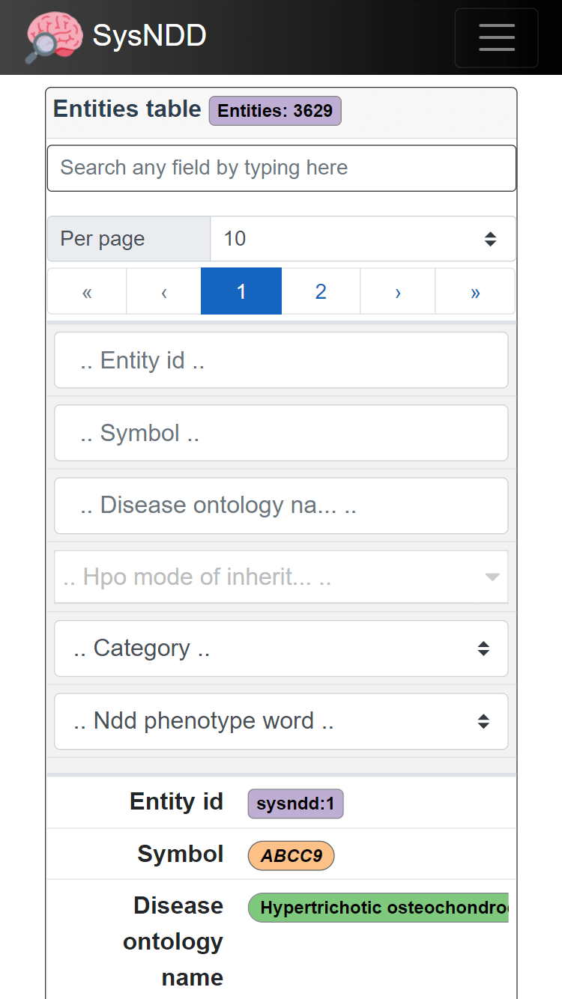 SysNDD
Entities table Entities: 3629
Search any field by typing here
Per page 10
« ‹ 1 2 › »
.. Entity id ..
.. Symbol ..
.. Disease ontology na... ..
.. Hpo mode of inherit... ..
.. Category ..
.. Ndd phenotype word ..
Entity id sysndd:1
Symbol ABCC9
Disease Hypertrichotic osteochondro
ontology
name